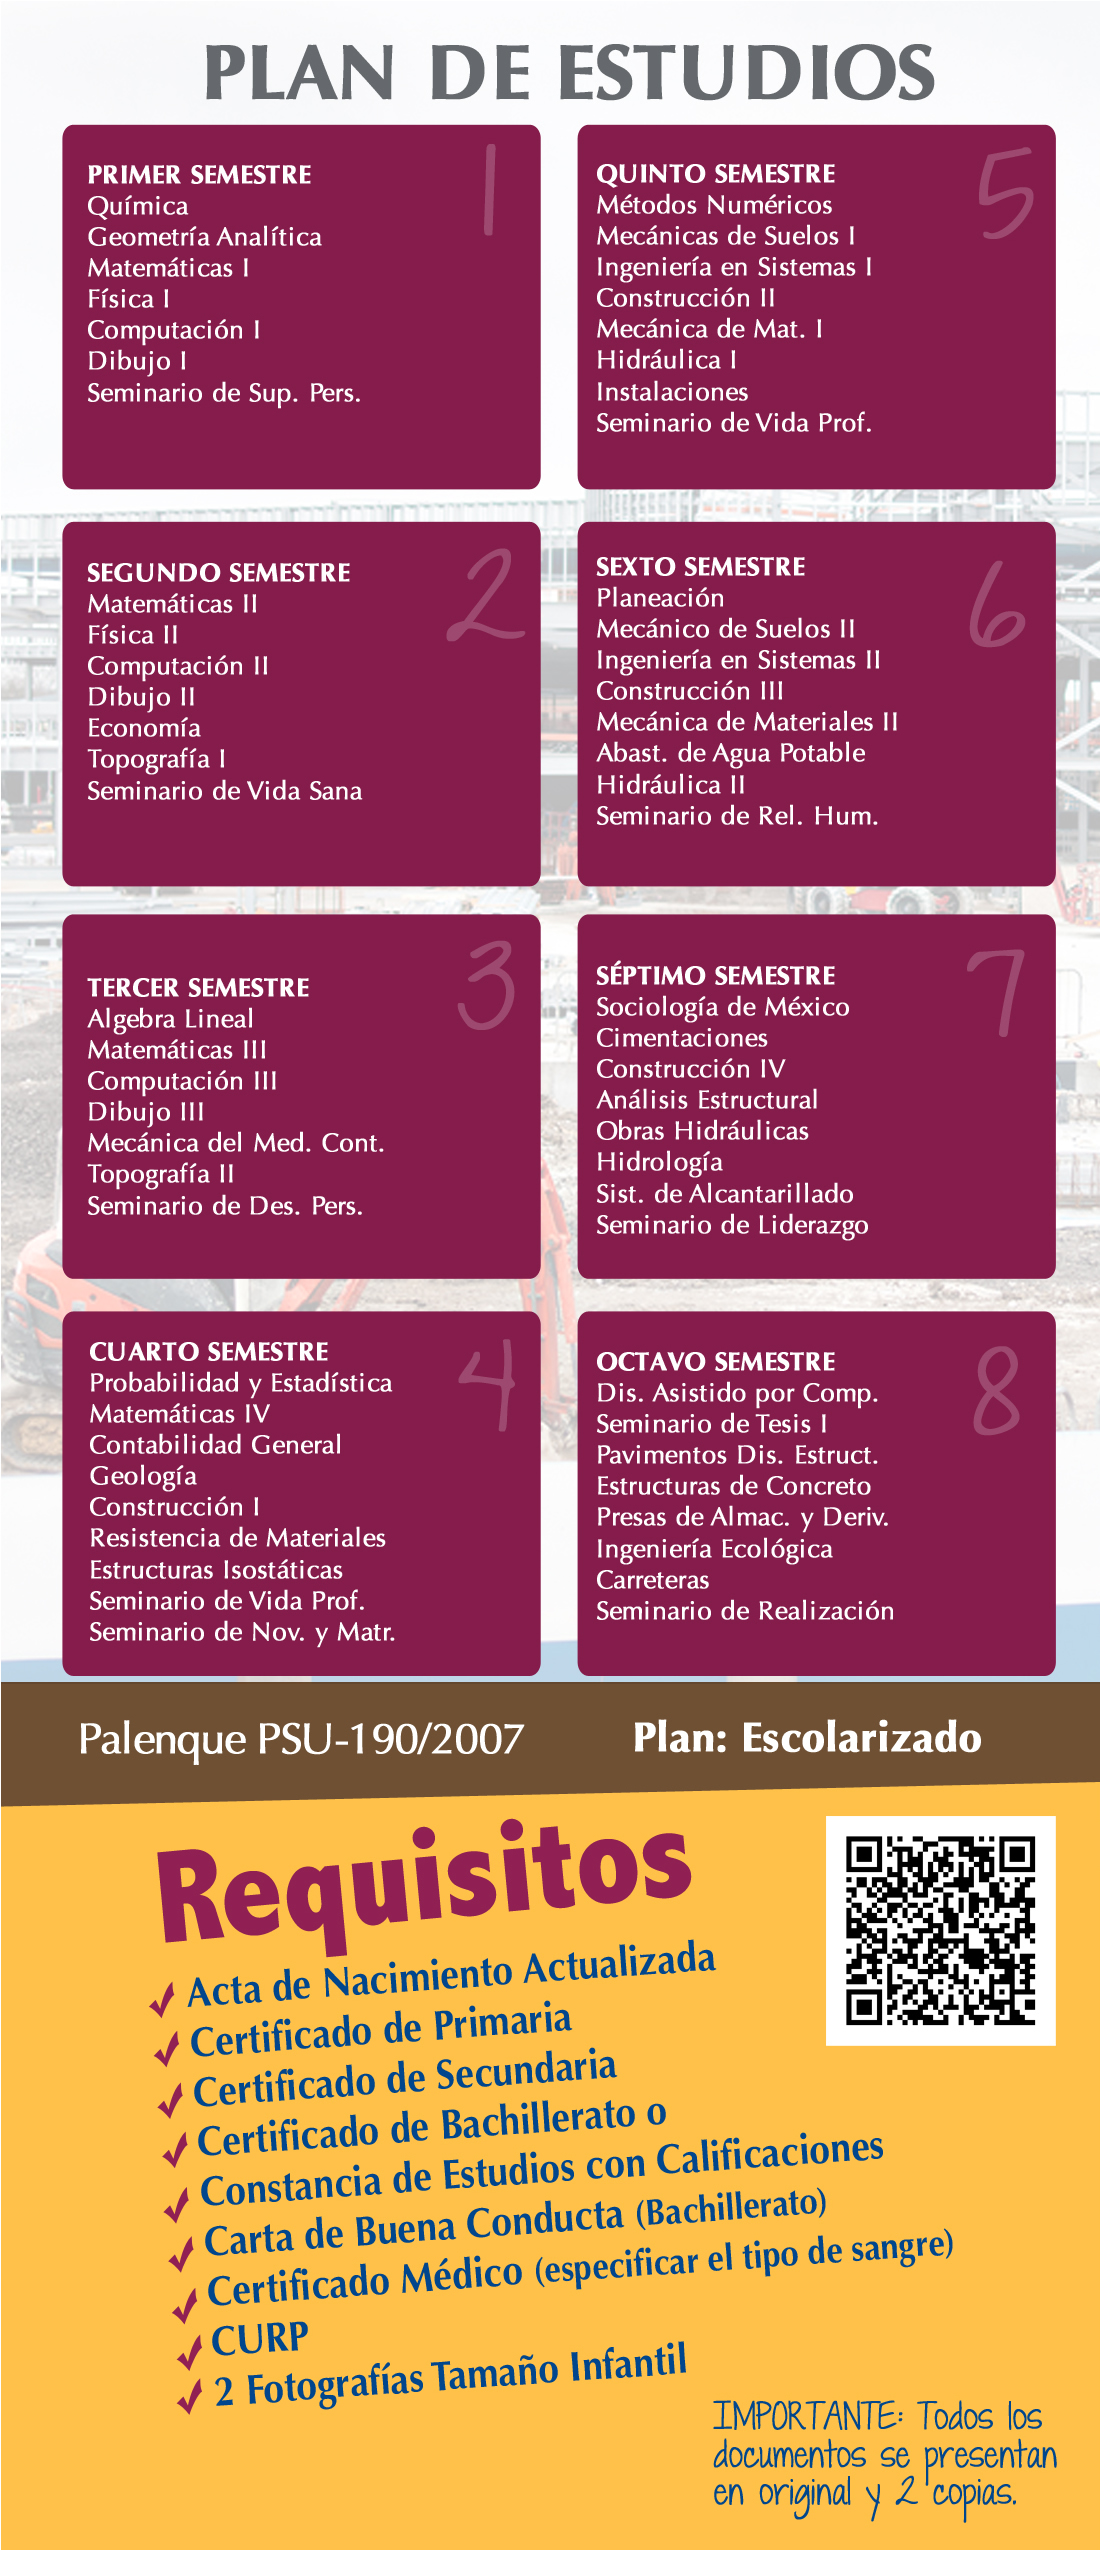 PLAN DE ESTUDIOS
1
PRIMER SEMESTRE
Química
Geometría Analítica
Matemáticas I
Física I
Computación I
Dibujo I
Seminario de Sup. Pers.
2
SEGUNDO SEMESTRE
Matemáticas II
Física II
Computación II
Dibujo II
Economía
Topografía I
Seminario de Vida Sana
3
TERCER SEMESTRE
Algebra Lineal
Matemáticas III
Computación III
Dibujo III
Mecánica del Med. Cont.
Topografía II
Seminario de Des. Pers.
4
CUARTO SEMESTRE
Probabilidad y Estadística
Matemáticas IV
Contabilidad General
Geología
Construcción I
Resistencia de Materiales
Estructuras Isostáticas
Seminario de Vida Prof.
Seminario de Nov. y Matr.
5
QUINTO SEMESTRE
Métodos Numéricos
Mecánicas de Suelos I
Ingeniería en Sistemas I
Construcción II
Mecánica de Mat. I
Hidráulica I
Instalaciones
Seminario de Vida Prof.
6
SEXTO SEMESTRE
Planeación
Mecánico de Suelos II
Ingeniería en Sistemas II
Construcción III
Mecánica de Materiales II
Abast. de Agua Potable
Hidráulica II
Seminario de Rel. Hum.
7
SÉPTIMO SEMESTRE
Sociología de México
Cimentaciones
Construcción IV
Análisis Estructural
Obras Hidráulicas
Hidrología
Sist. de Alcantarillado
Seminario de Liderazgo
8
OCTAVO SEMESTRE
Dis. Asistido por Comp.
Seminario de Tesis I
Pavimentos Dis. Estruct.
Estructuras de Concreto
Presas de Almac. y Deriv.
Ingeniería Ecológica
Carreteras
Seminario de Realización
Palenque PSU-190/2007
Plan: Escolarizado
Requisitos
Acta de Nacimiento Actualizada
Certificado de Primaria
Certificado de Secundaria
Certificado de Bachillerato o
Constancia de Estudios con Calificaciones
Carta de Buena Conducta (Bachillerato)
Certificado Médico (especificar el tipo de sangre)
CURP
2 Fotografías Tamaño Infantil
IMPORTANTE: Todos los
documentos se presentan
en original y 2 copias.